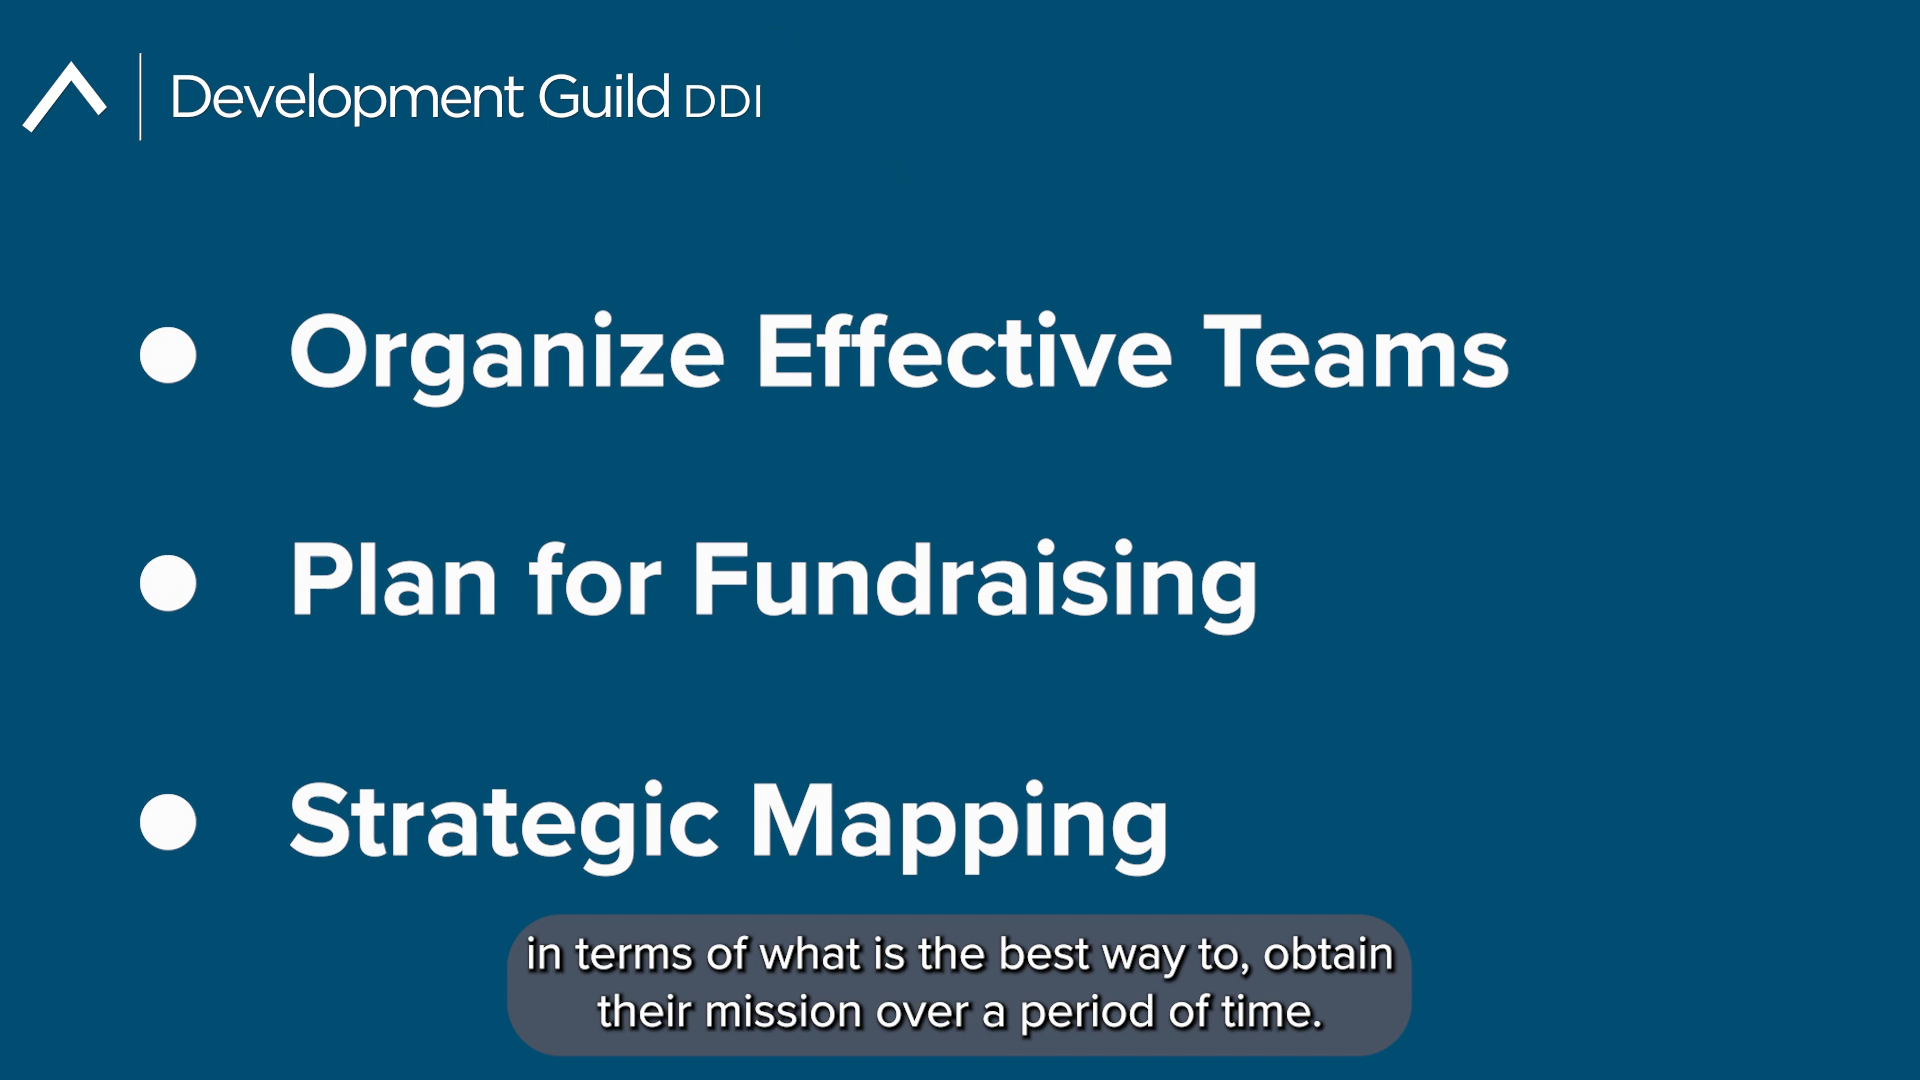 Development Guild DDI
Organize Effective Teams
Plan for Fundraising
Strategic Mapping
in terms of what is the best way to, obtain
their mission over a period of time.